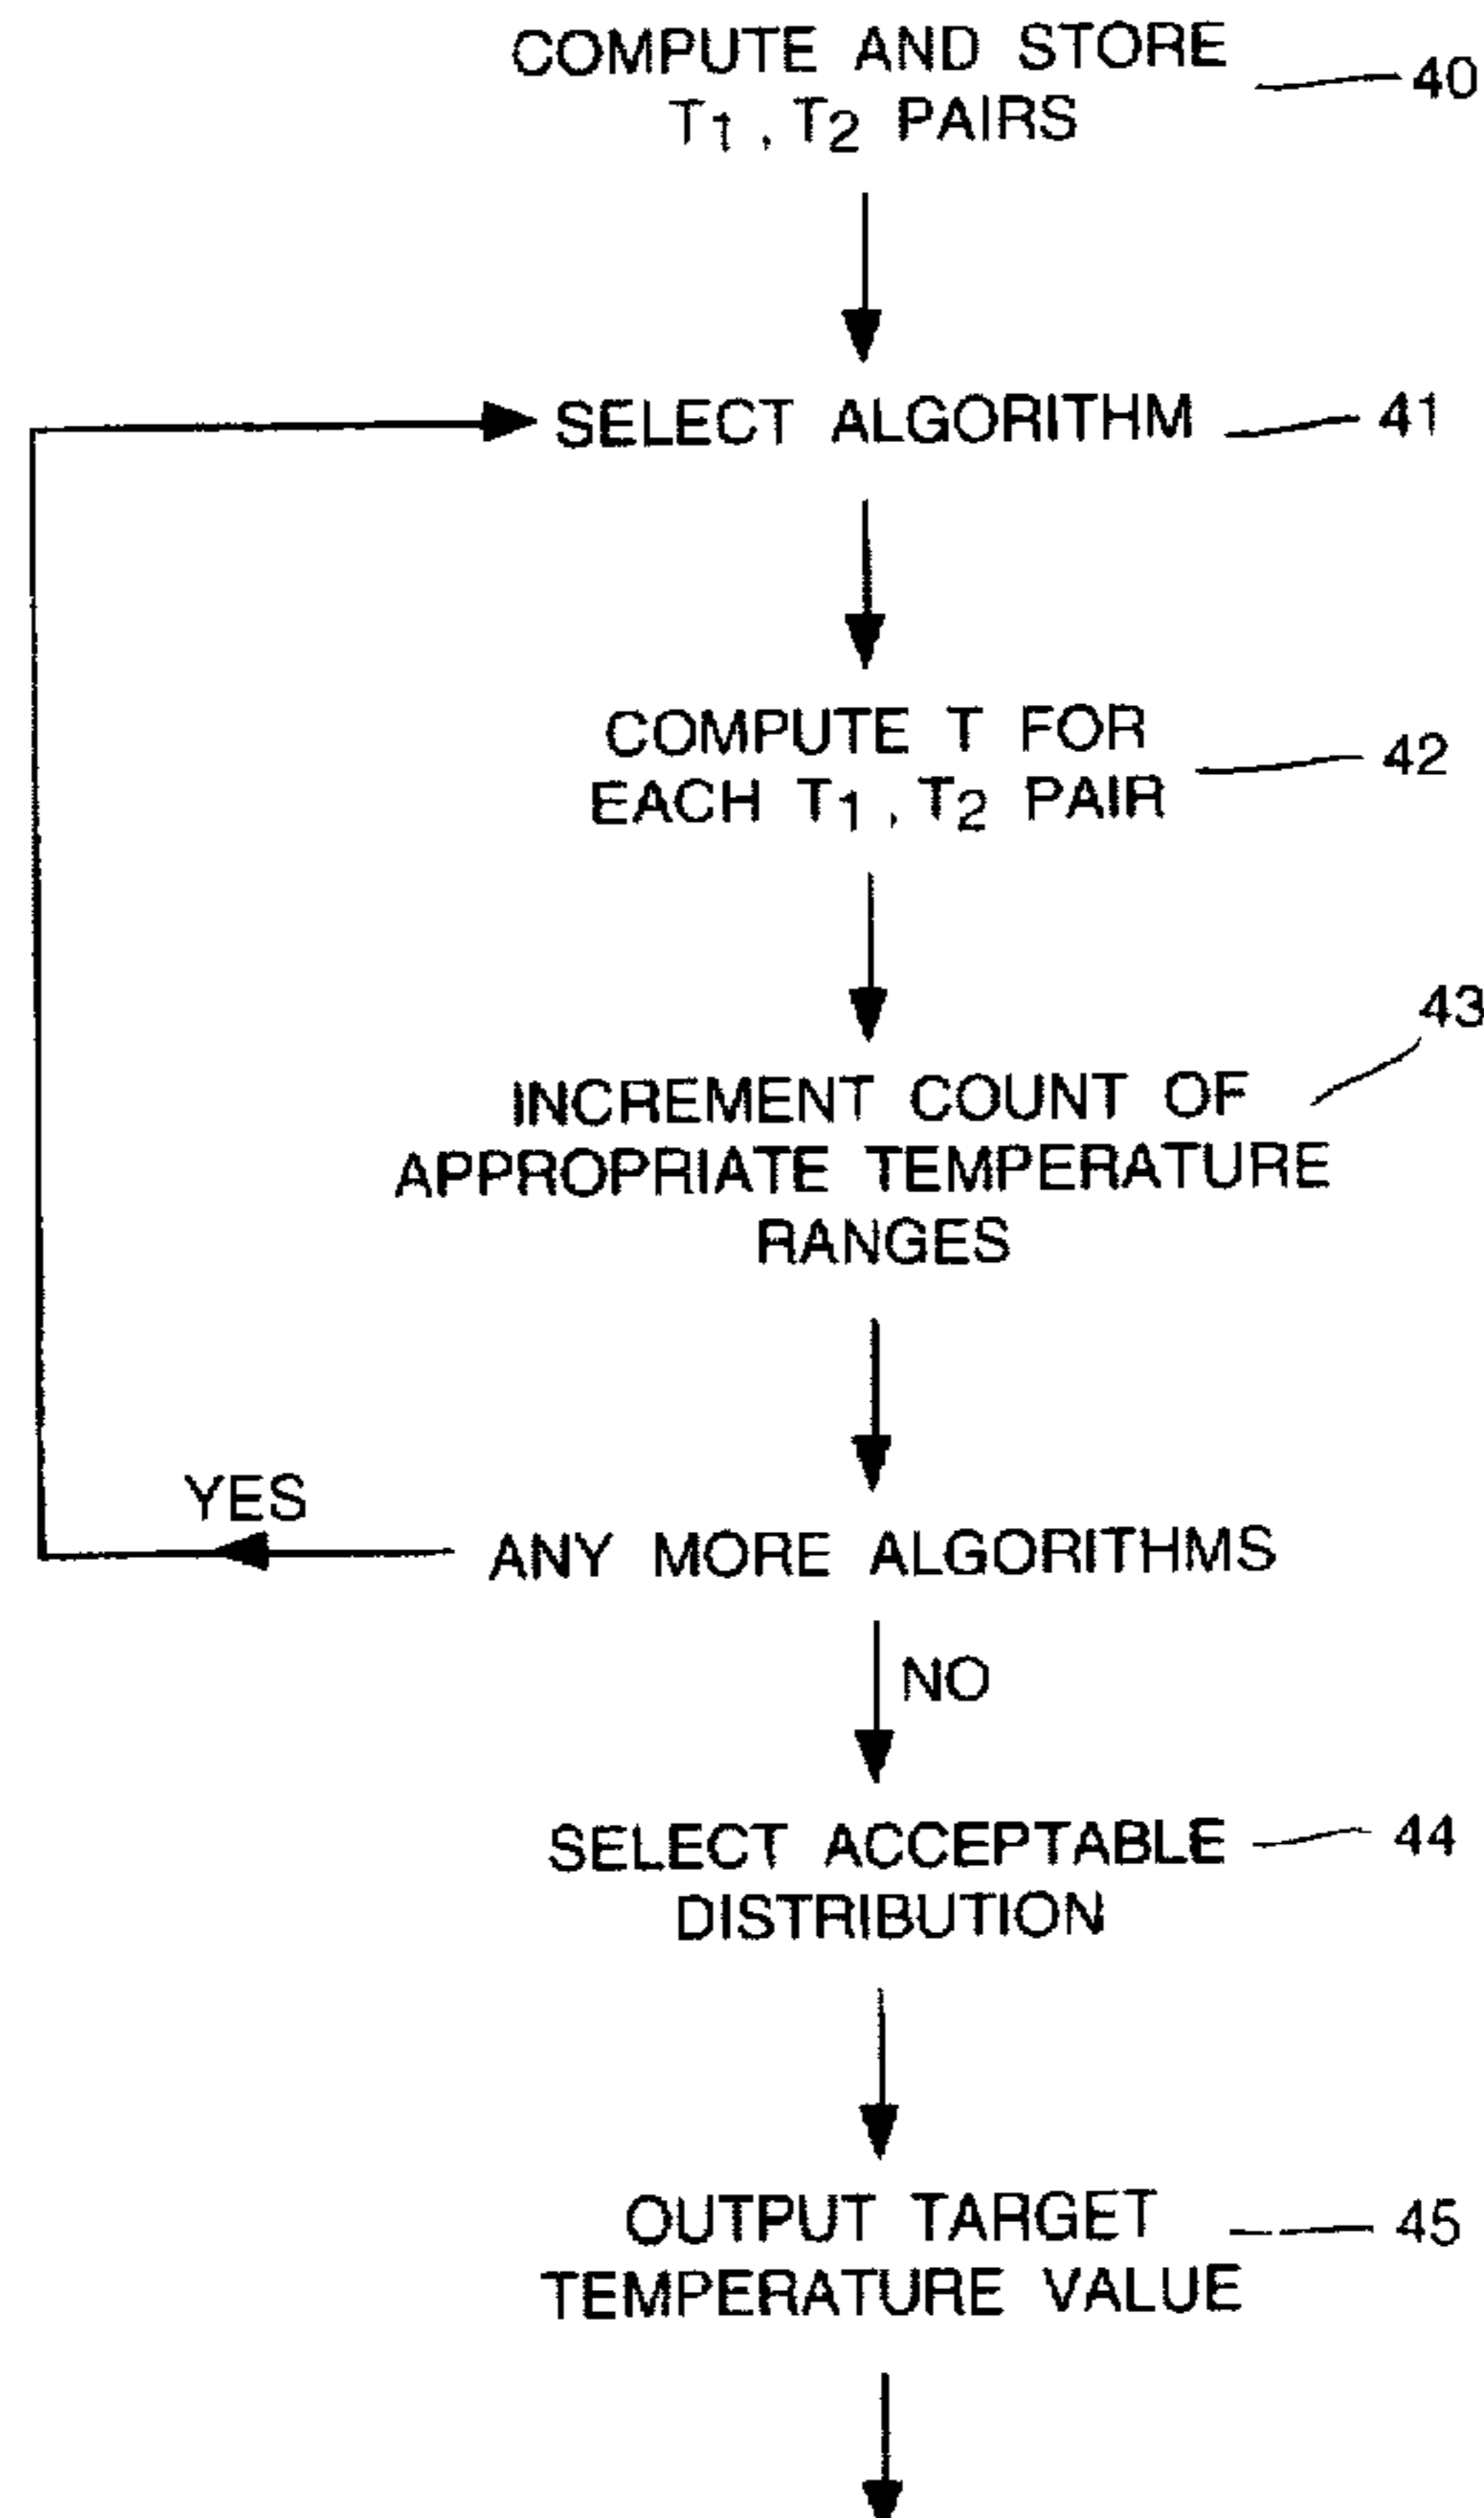 COMPUTE AND STORE 40
T1, T2 PAIRS
SELECT ALGORITHM 41
COMPUTE T FOR
EACH T1, T2 PAIR 42
43
INCREMENT COUNT OF
APPROPRIATE TEMPERATURE
RANGES
YES
ANY MORE ALGORITHMS
NO
SELECT ACCEPTABLE 44
DISTRIBUTION
OUTPUT TARGET 45
TEMPERATURE VALUE